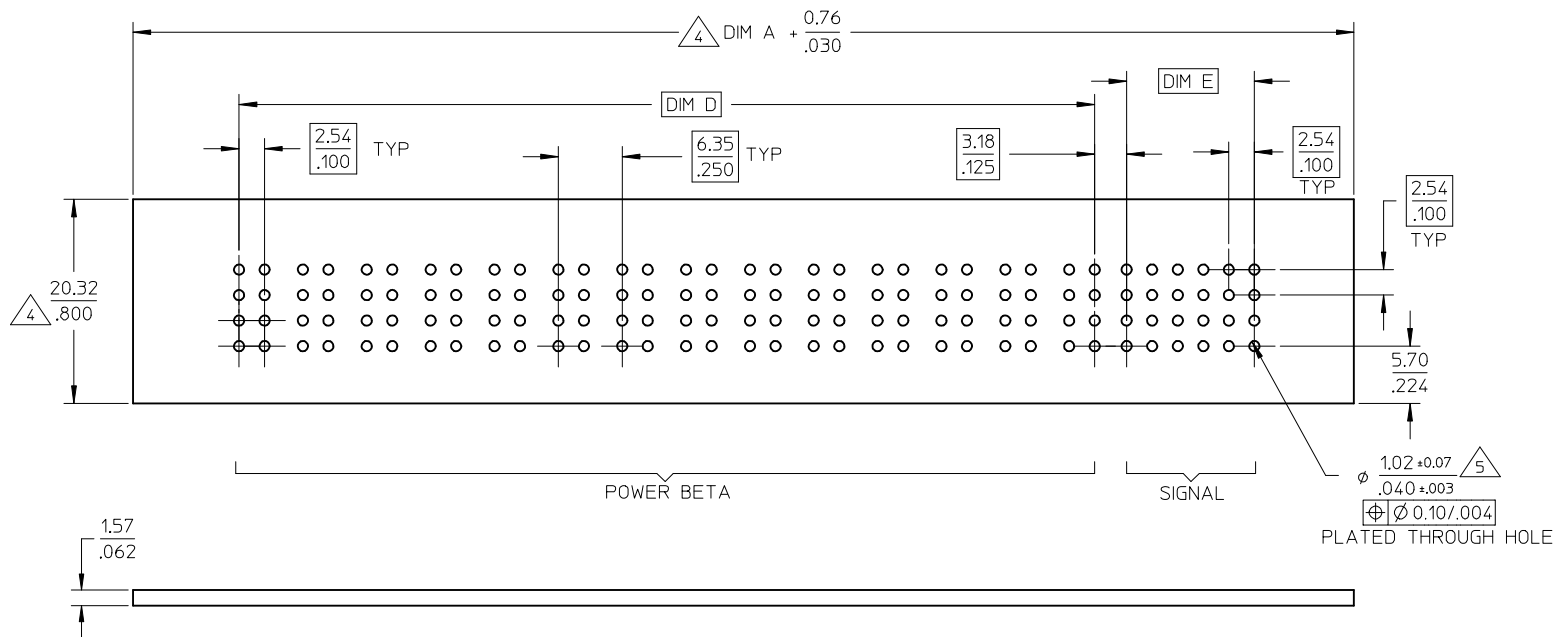 4 DIM A + 0.76
.030
DIM E
DIM D
2.54
.100 TYP
6.35
.250 TYP
3.18
.125
2.54
.100
TYP
2.54
.100
TYP
4 20.32
.800
5.70
.224
POWER BETA
SIGNAL
⌀ 1.02 ±0.07 5
.040 ±.003
⌖ ⌀ 0.10/.004
PLATED THROUGH HOLE
1.57
.062